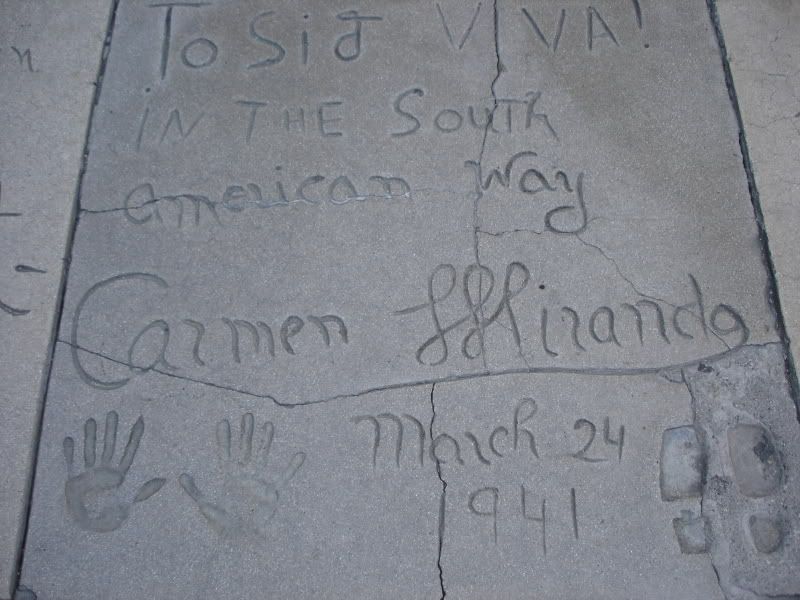 To Sid VIVA!
IN THE South
American Way
Carmen Miranda
March 24
1941